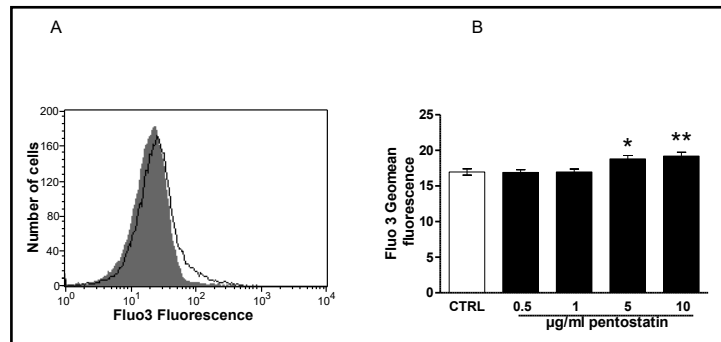 A
B
Number of cells
200
160
120
80
40
0
10^0
10^1
10^2
10^3
10^4
Fluo3 Fluorescence
Fluo 3 Geomean
fluorescence
25
20
15
10
5
0
*
**
CTRL
0.5
1
5
10
µg/ml pentostatin